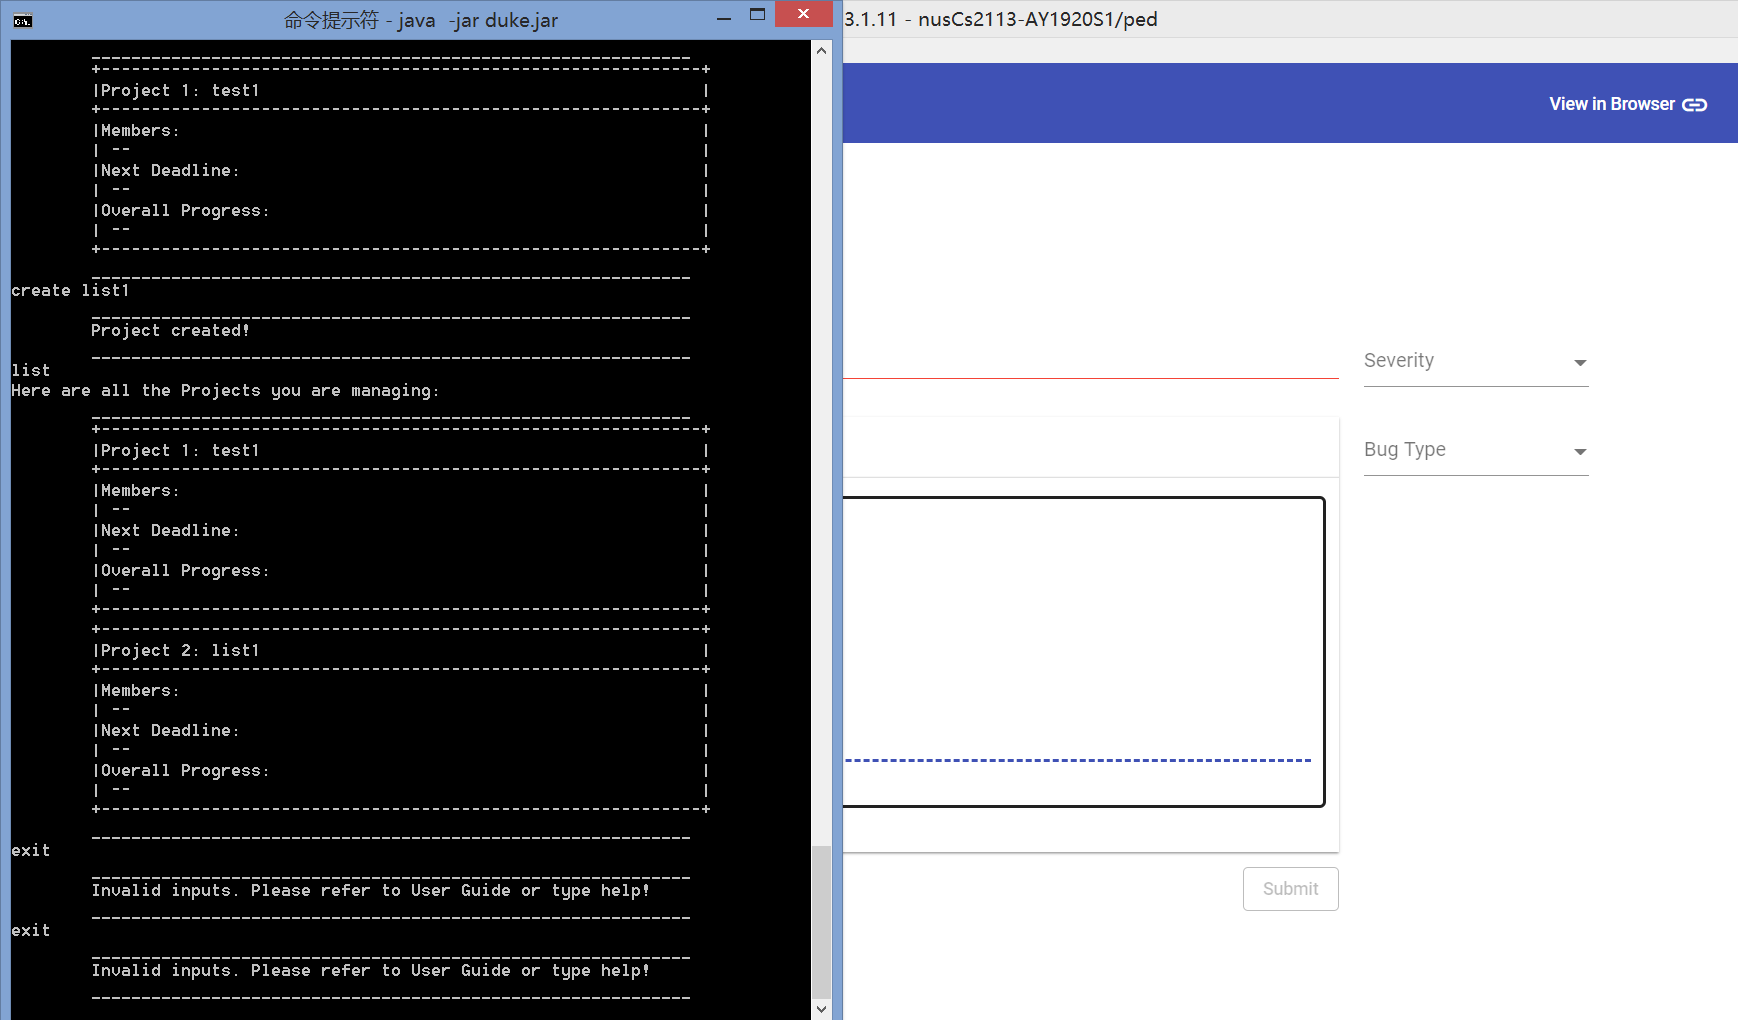 命令提示符 - java  -jar duke.jar
3.1.11 - nusCs2113-AY1920S1/ped
View in Browser
|Project 1: test1 |
|Members: |
| -- |
|Next Deadline: |
| -- |
|Overall Progress: |
| -- |
create list1
Project created!
list
Here are all the Projects you are managing:
|Project 1: test1 |
|Members: |
| -- |
|Next Deadline: |
| -- |
|Overall Progress: |
| -- |
|Project 2: list1 |
|Members: |
| -- |
|Next Deadline: |
| -- |
|Overall Progress: |
| -- |
exit
Invalid inputs. Please refer to User Guide or type help!
exit
Invalid inputs. Please refer to User Guide or type help!
Severity
Bug Type
Submit